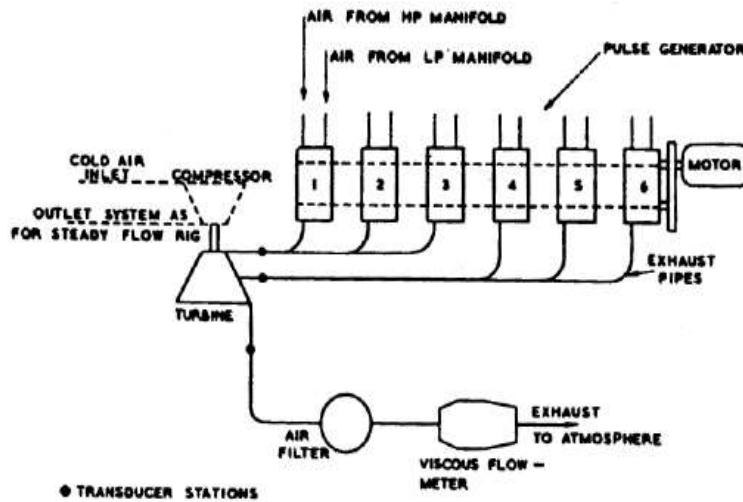 AIR FROM HP MANIFOLD
AIR FROM LP MANIFOLD
PULSE GENERATOR
COLD AIR
INLET
COMPRESSOR
MOTOR
1
2
3
4
5
6
OUTLET SYSTEM AS
FOR STEADY FLOW RIG
EXHAUST
PIPES
TURBINE
AIR
FILTER
VISCOUS FLOW -
METER
EXHAUST
TO ATMOSPHERE
TRANSDUCER STATIONS